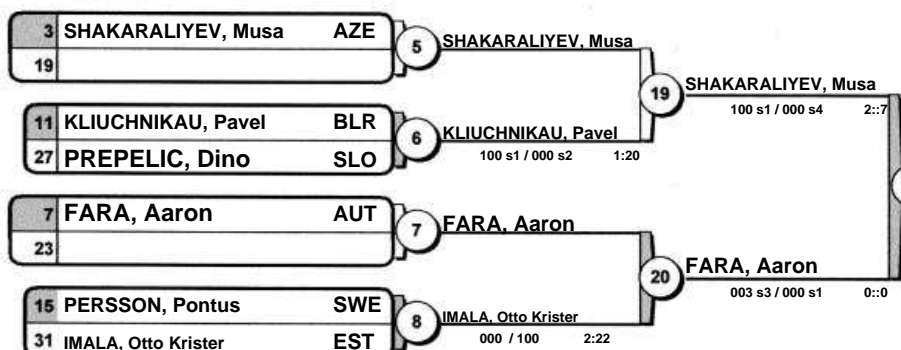 3 SHAKARALIYEV, Musa AZE
19
5 SHAKARALIYEV, Musa
11 KLIUCHNIKAU, Pavel BLR
27 PREPELIC, Dino SLO
6 KLIUCHNIKAU, Pavel
100 s1 / 000 s2 1:20
19 SHAKARALIYEV, Musa
100 s1 / 000 s4 2::7
7 FARA, Aaron AUT
23
7 FARA, Aaron
15 PERSSON, Pontus SWE
31 IMALA, Otto Krister EST
8 IMALA, Otto Krister
000 / 100 2:22
20 FARA, Aaron
003 s3 / 000 s1 0::0